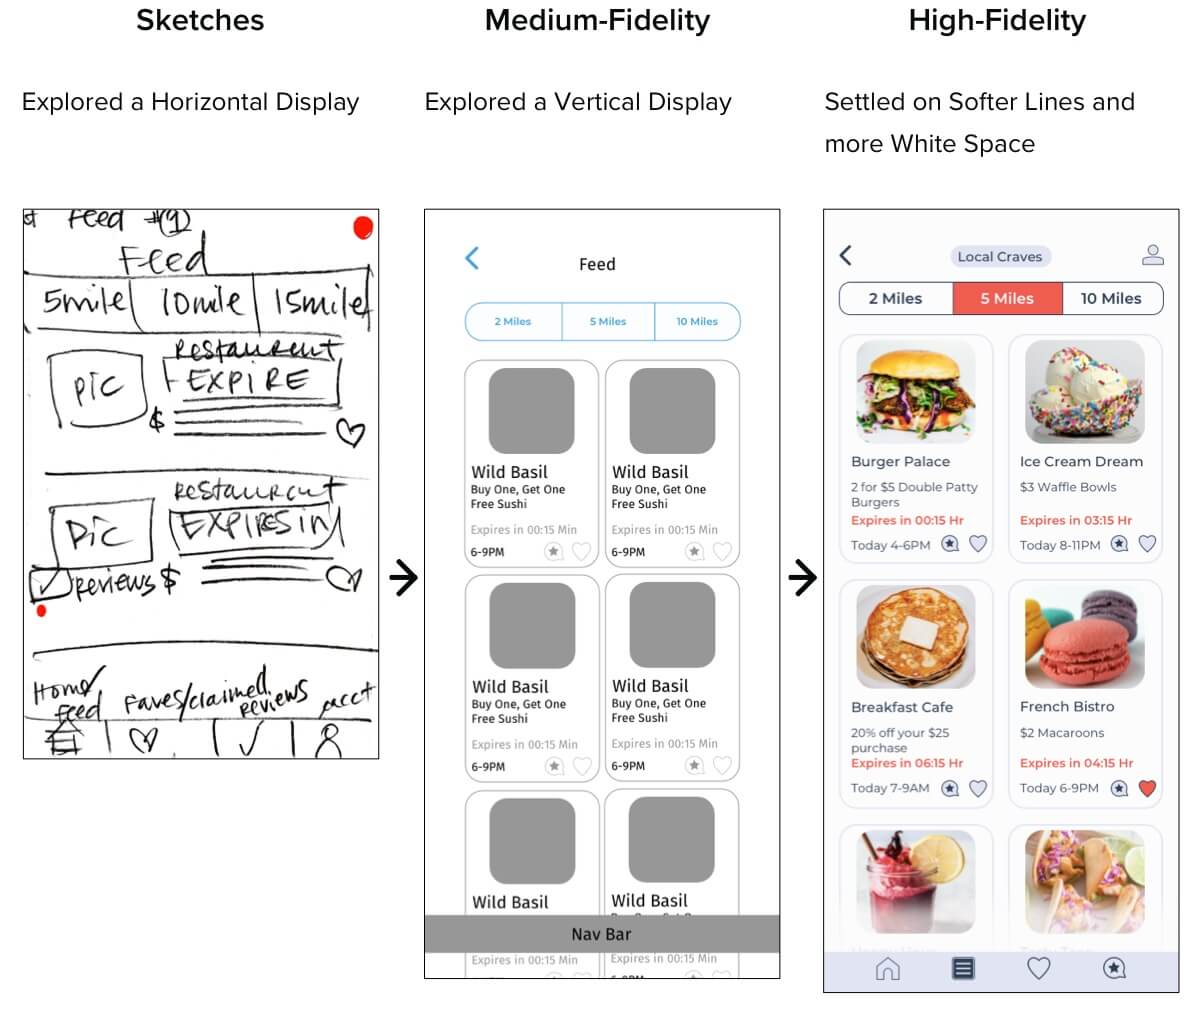 Sketches
Explored a Horizontal Display
st Feed #(1)
Feed
5mile 10mile 15mile
Restaurent
EXPIRE
pic
$
Restaurent
EXPIRES IN
Pic
reviews $
Home/
Feed
Faves/claimed
reviews
acct
Medium-Fidelity
Explored a Vertical Display
Feed
2 Miles 5 Miles 10 Miles
Wild Basil
Buy One, Get One
Free Sushi
Expires in 00:15 Min
6-9PM
Wild Basil
Buy One, Get One
Free Sushi
Expires in 00:15 Min
6-9PM
Wild Basil
Buy One, Get One
Free Sushi
Expires in 00:15 Min
6-9PM
Wild Basil
Buy One, Get One
Free Sushi
Expires in 00:15 Min
6-9PM
Wild Basil
Wild Basil
Nav Bar
Expires in 00:15 Min
Expires in 00:15 Min
High-Fidelity
Settled on Softer Lines and
more White Space
Local Craves
2 Miles 5 Miles 10 Miles
Burger Palace
2 for $5 Double Patty
Burgers
Expires in 00:15 Hr
Today 4-6PM
Ice Cream Dream
$3 Waffle Bowls
Expires in 03:15 Hr
Today 8-11PM
Breakfast Cafe
20% off your $25
purchase
Expires in 06:15 Hr
Today 7-9AM
French Bistro
$2 Macaroons
Expires in 04:15 Hr
Today 6-9PM